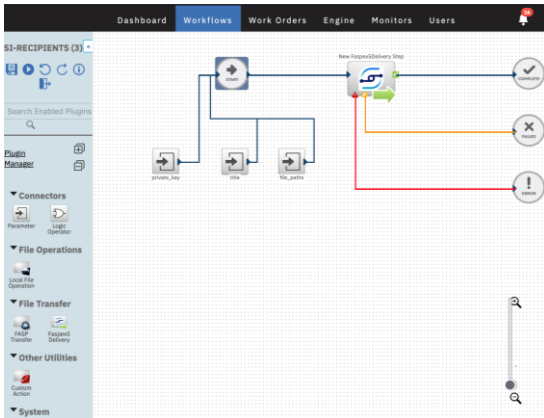 Dashboard Workflows Work Orders Engine Monitors Users
SI-RECIPIENTS (3)
Search Enabled Plugins
Plugin
Manager
Connectors
Parameter
Logic
Operator
File Operations
Local File
Operation
File Transfer
FASP
Transfer
Faspex5
Delivery
Other Utilities
Custom
Action
System
New Faspex5Delivery Step
START
COMPLETE
FAILED
ERROR
private_key
title
file_paths